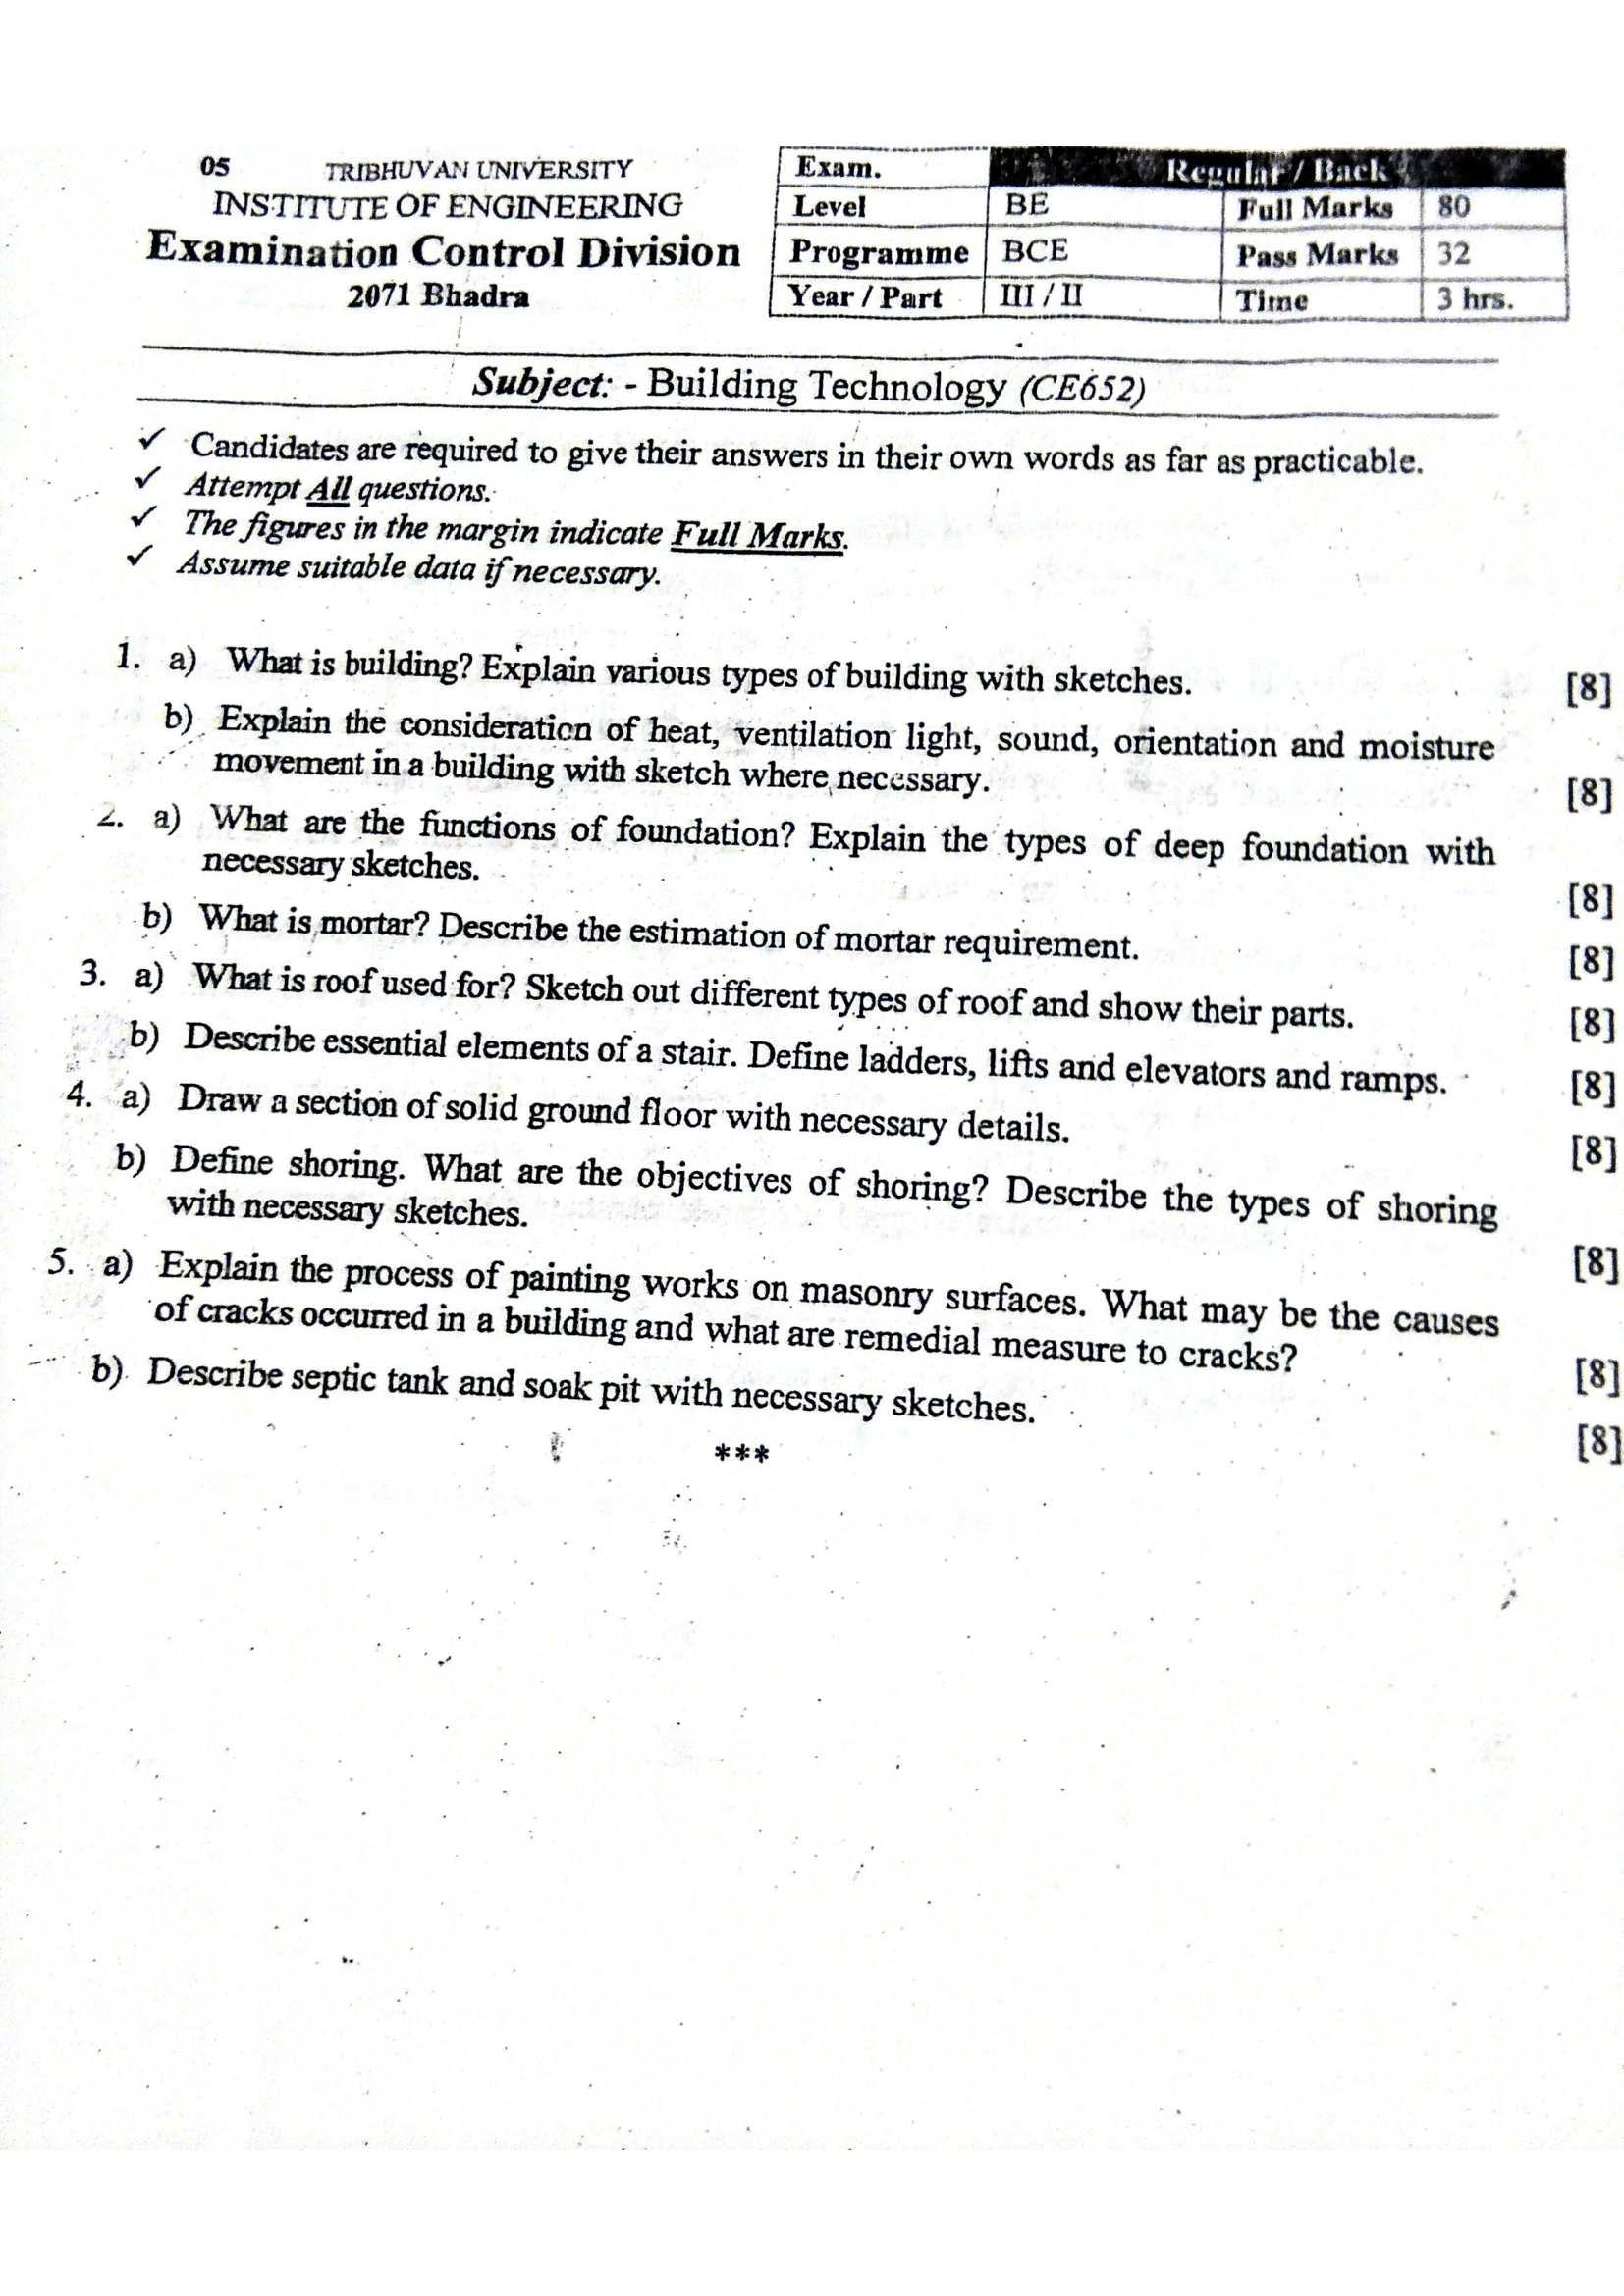 05 TRIBHUVAN UNIVERSITY
INSTITUTE OF ENGINEERING
Examination Control Division
2071 Bhadra
Exam. Regular / Back
Level BE Full Marks 80
Programme BCE Pass Marks 32
Year / Part III / II Time 3 hrs.
Subject: - Building Technology (CE652)
✓ Candidates are required to give their answers in their own words as far as practicable.
✓ Attempt All questions.
✓ The figures in the margin indicate Full Marks.
✓ Assume suitable data if necessary.
1. a) What is building? Explain various types of building with sketches. [8]
b) Explain the consideration of heat, ventilation light, sound, orientation and moisture
movement in a building with sketch where necessary. [8]
2. a) What are the functions of foundation? Explain the types of deep foundation with
necessary sketches. [8]
b) What is mortar? Describe the estimation of mortar requirement. [8]
3. a) What is roof used for? Sketch out different types of roof and show their parts. [8]
b) Describe essential elements of a stair. Define ladders, lifts and elevators and ramps. [8]
4. a) Draw a section of solid ground floor with necessary details. [8]
b) Define shoring. What are the objectives of shoring? Describe the types of shoring
with necessary sketches. [8]
5. a) Explain the process of painting works on masonry surfaces. What may be the causes
of cracks occurred in a building and what are remedial measure to cracks? [8]
b) Describe septic tank and soak pit with necessary sketches. [8]
***